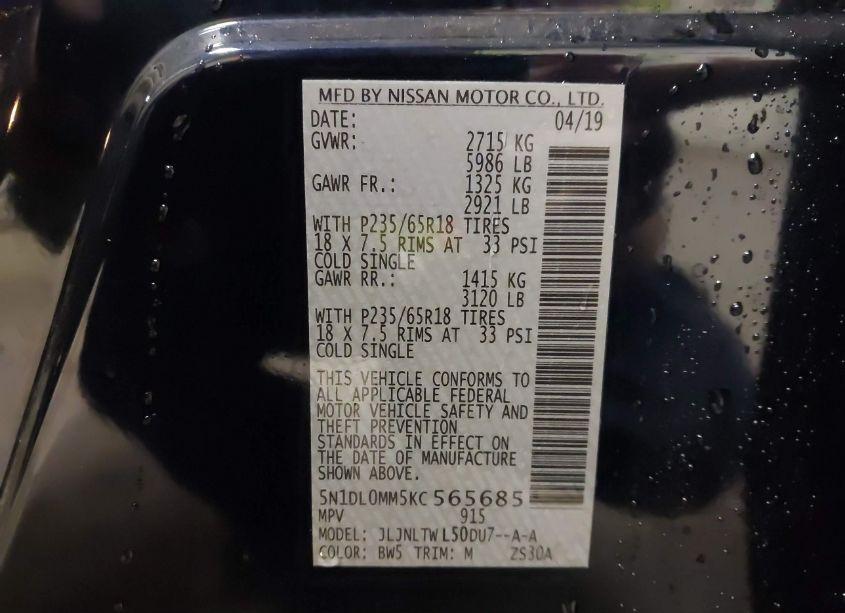 MFD BY NISSAN MOTOR CO., LTD.
DATE: 04/19
GVWR: 2715 KG
5986 LB
GAWR FR.: 1325 KG
2921 LB
WITH P235/65R18 TIRES
18 X 7.5 RIMS AT 33 PSI
COLD SINGLE
GAWR RR.: 1415 KG
3120 LB
WITH P235/65R18 TIRES
18 X 7.5 RIMS AT 33 PSI
COLD SINGLE
THIS VEHICLE CONFORMS TO
ALL APPLICABLE FEDERAL
MOTOR VEHICLE SAFETY AND
THEFT PREVENTION
STANDARDS IN EFFECT ON
THE DATE OF MANUFACTURE
SHOWN ABOVE.
5N1DL0MM5KC565685
MPV 915
MODEL: JLJNLTWL50DU7--A-A
COLOR: BW5 TRIM: M ZS30A